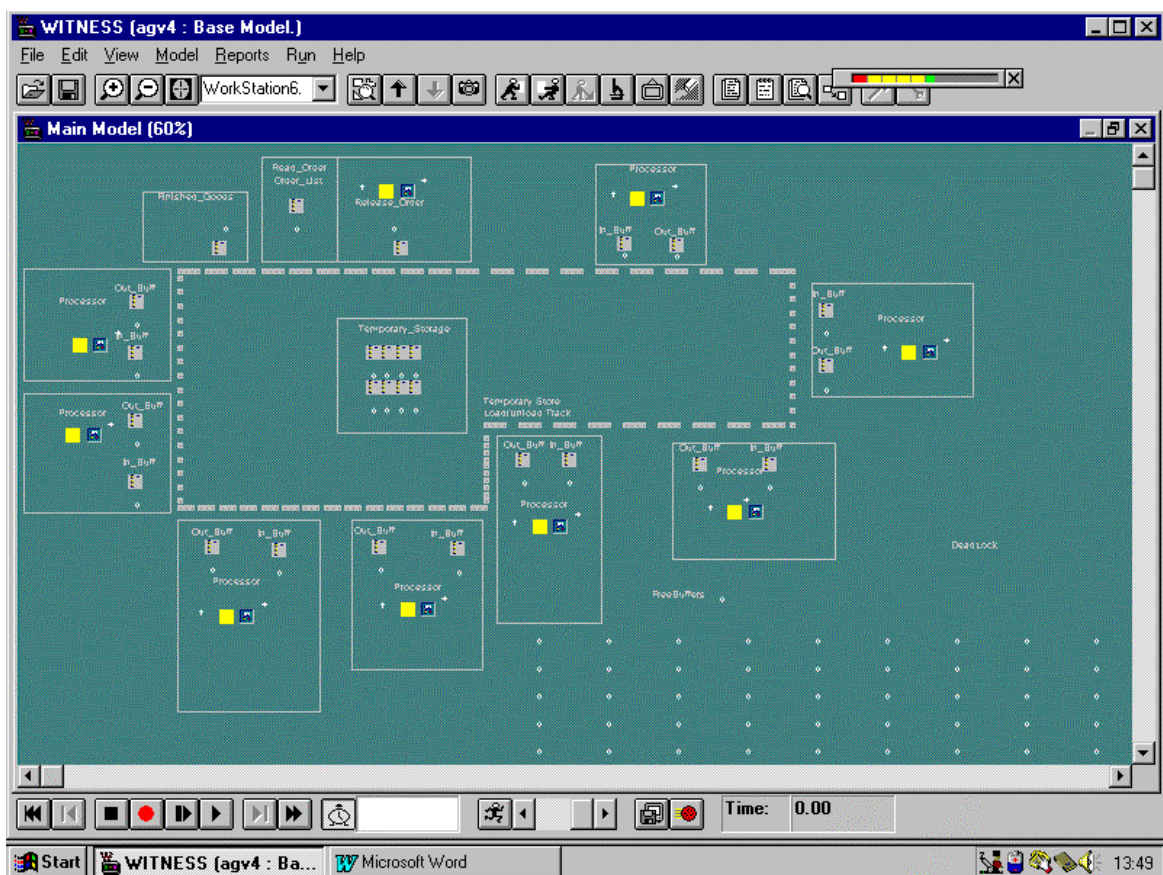 WITNESS (agv4 : Base Model.)
File Edit View Model Reports Run Help
WorkStation6.
Main Model (60%)
Read_Order
Order_List
Finished_Goods
Release_Order
Processor
In_Buff Out_Buff
Out_Buff
Processor
In_Buff
In_Buff
Processor
Out_Buff
Temporary_Storage
Temporary Store
Load/unload Track
Out_Buff
Processor
In_Buff
Out_Buff In_Buff
Processor
Out_Buff In_Buff
Processor
Out_Buff In_Buff
Processor
Out_Buff In_Buff
Processor
DeadLock
FreeBuffers
Time: 0.00
Start WITNESS (agv4 : Ba... Microsoft Word 13:49